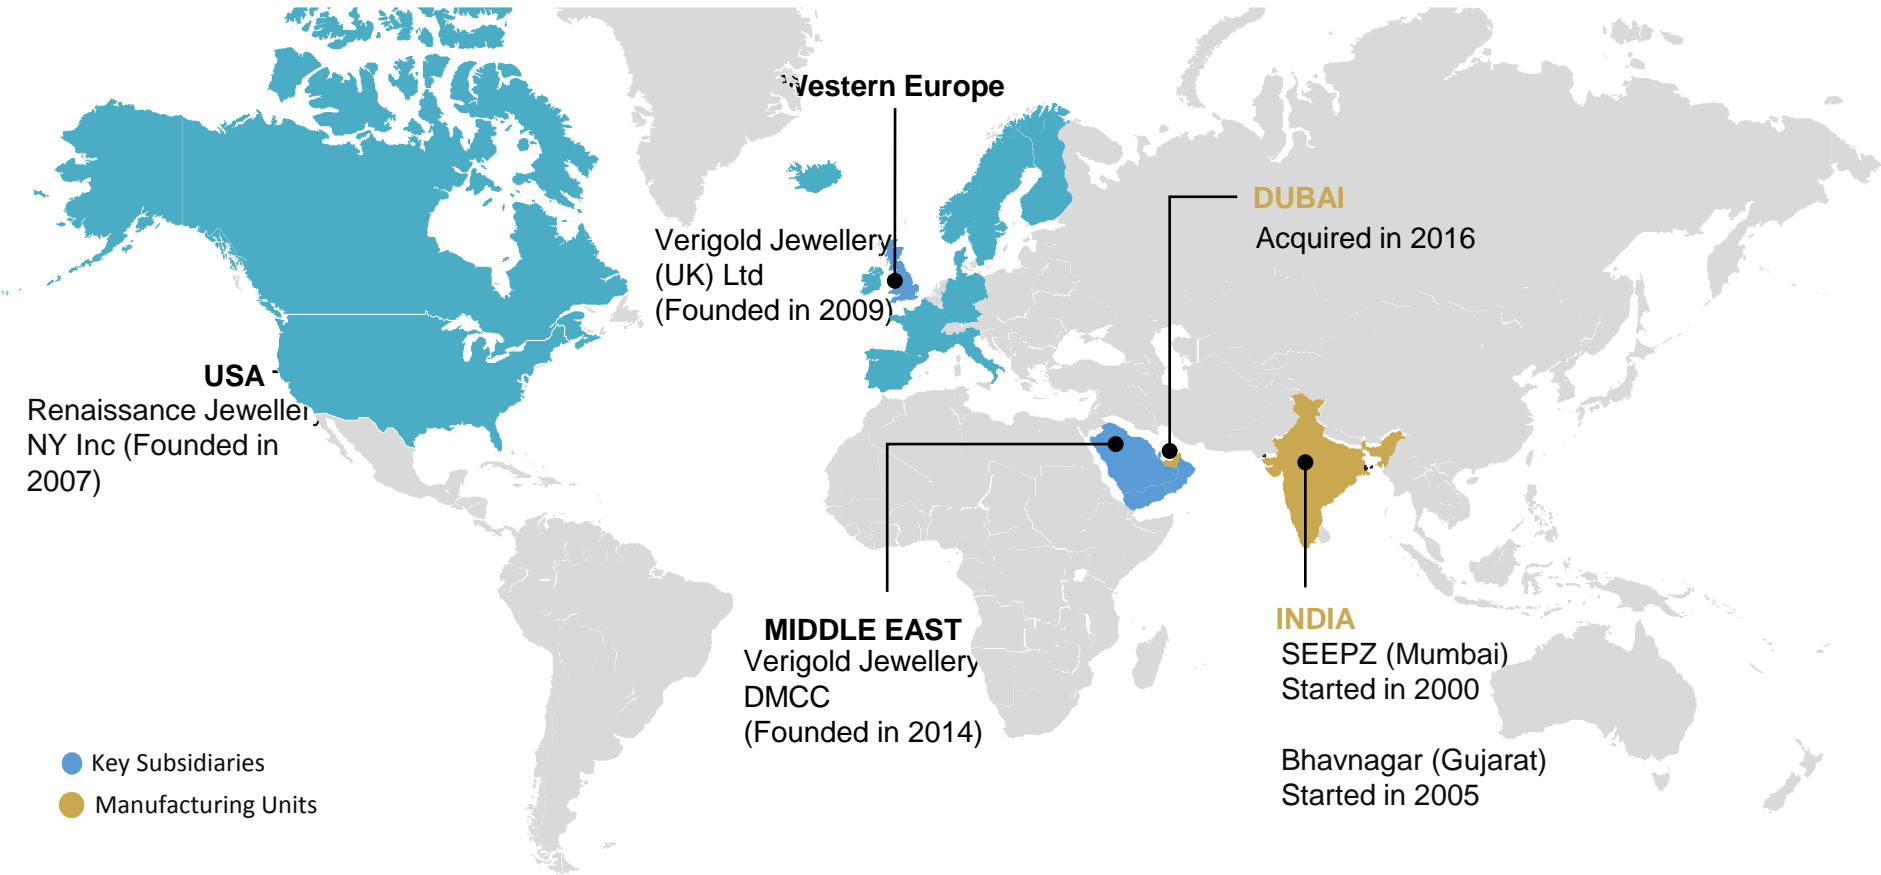 Western Europe
DUBAI
Acquired in 2016
Verigold Jewellery
(UK) Ltd
(Founded in 2009)
USA
Renaissance Jewellery
NY Inc (Founded in
2007)
MIDDLE EAST
Verigold Jewellery
DMCC
(Founded in 2014)
INDIA
SEEPZ (Mumbai)
Started in 2000
Bhavnagar (Gujarat)
Started in 2005
Key Subsidiaries
Manufacturing Units